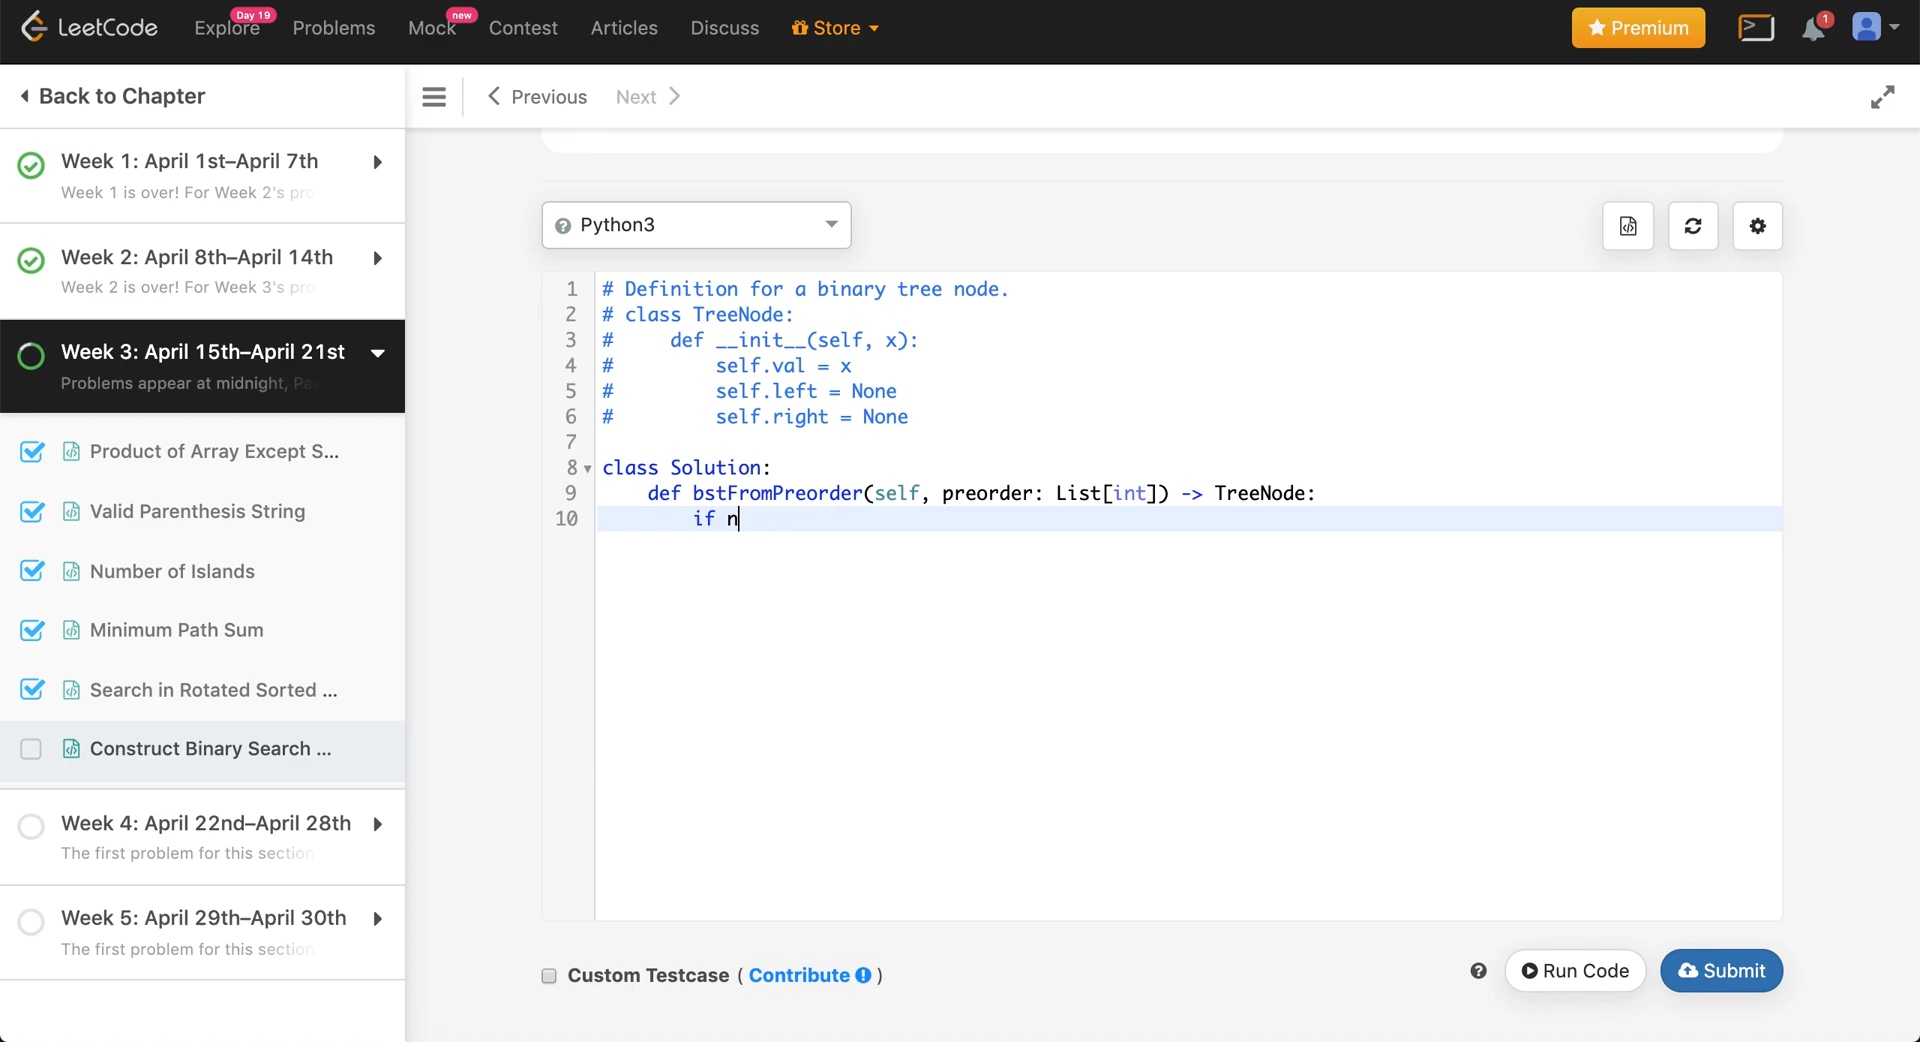 LeetCode
Explore
Day 19
Problems
Mock
new
Contest
Articles
Discuss
Store
Premium
1
Back to Chapter
Previous
Next
Week 1: April 1st–April 7th
Week 1 is over! For Week 2's pro
Week 2: April 8th–April 14th
Week 2 is over! For Week 3's pro
Week 3: April 15th–April 21st
Problems appear at midnight, Pac
Product of Array Except S...
Valid Parenthesis String
Number of Islands
Minimum Path Sum
Search in Rotated Sorted ...
Construct Binary Search ...
Week 4: April 22nd–April 28th
The first problem for this section
Week 5: April 29th–April 30th
The first problem for this section
Python3
1 # Definition for a binary tree node.
2 # class TreeNode:
3 #     def __init__(self, x):
4 #         self.val = x
5 #         self.left = None
6 #         self.right = None
7
8 class Solution:
9     def bstFromPreorder(self, preorder: List[int]) -> TreeNode:
10         if n
Custom Testcase ( Contribute )
Run Code
Submit